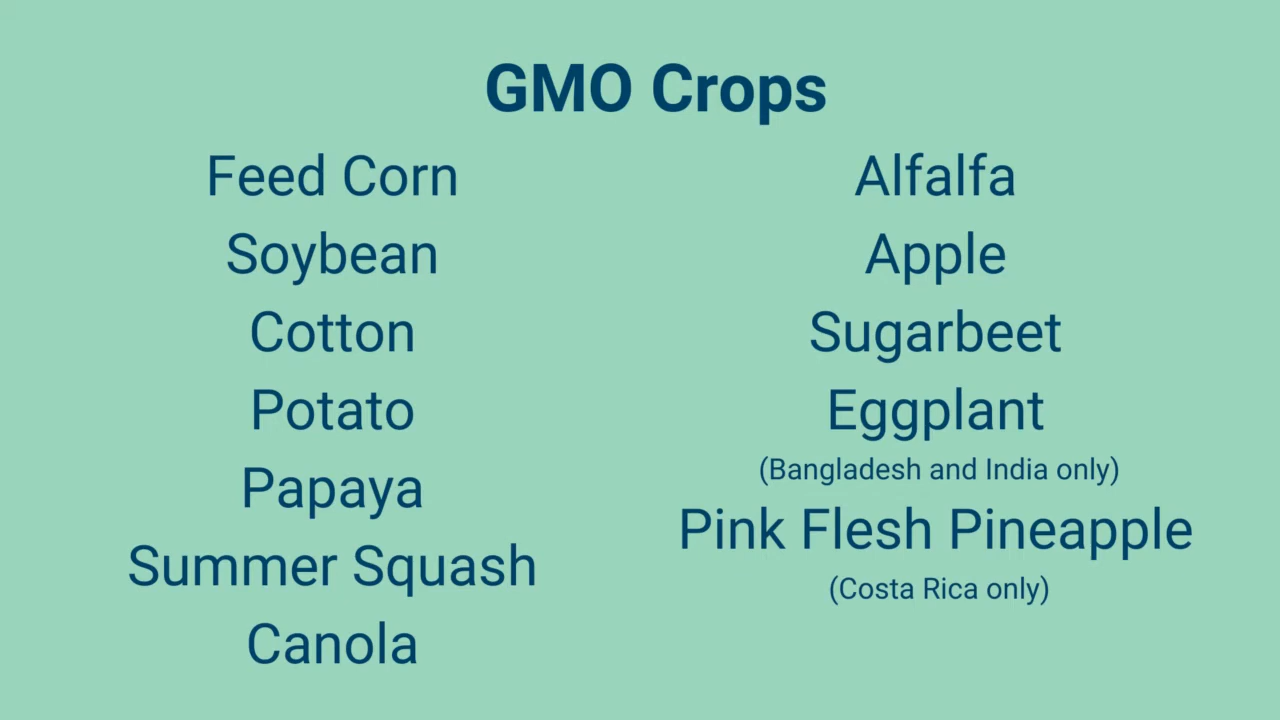 GMO Crops
Feed Corn
Soybean
Cotton
Potato
Papaya
Summer Squash
Canola
Alfalfa
Apple
Sugarbeet
Eggplant
(Bangladesh and India only)
Pink Flesh Pineapple
(Costa Rica only)